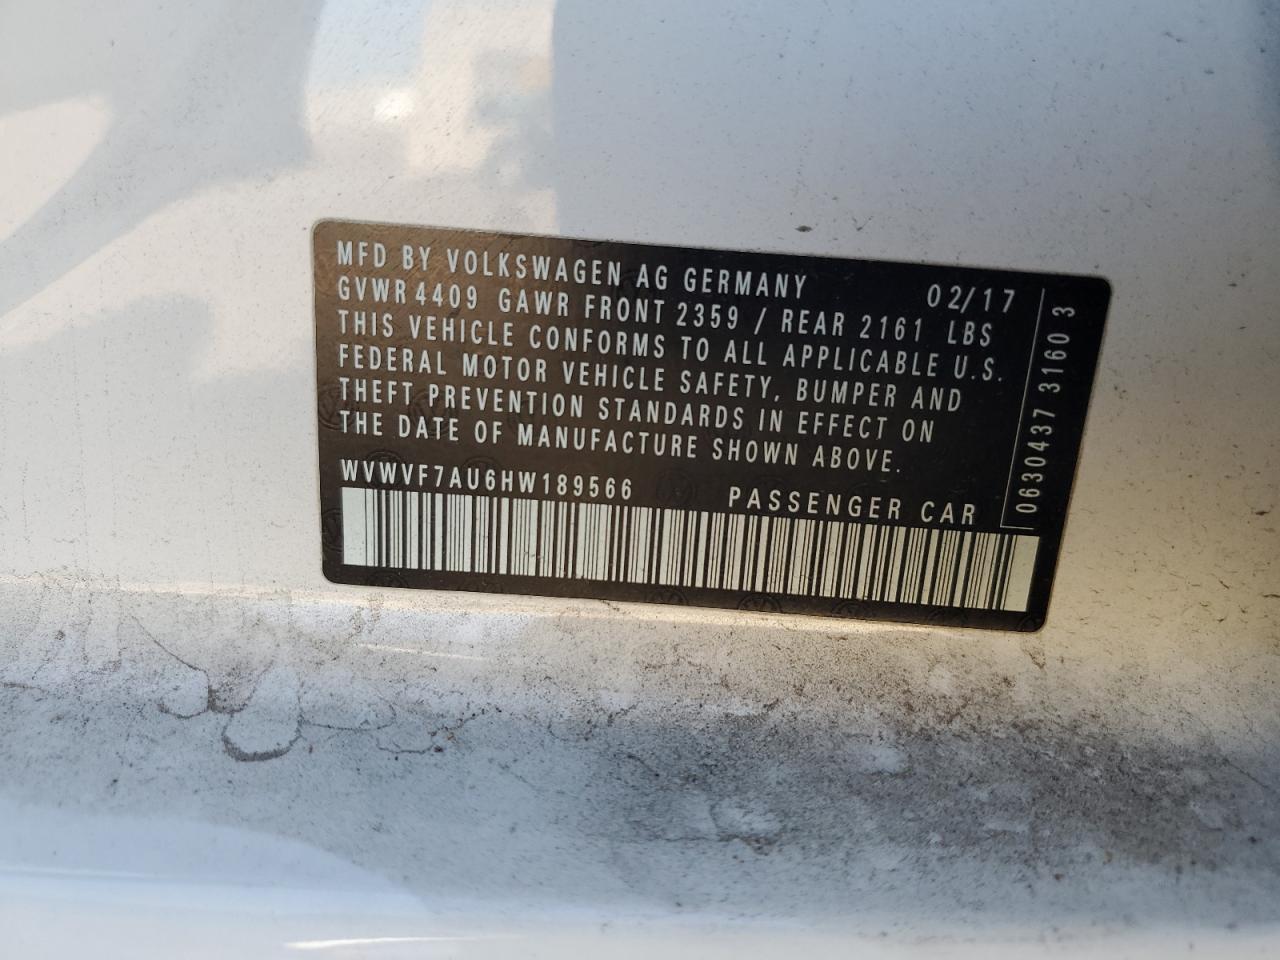 MFD BY VOLKSWAGEN AG GERMANY 02/17
GVWR 4409 GAWR FRONT 2359 / REAR 2161 LBS
THIS VEHICLE CONFORMS TO ALL APPLICABLE U.S.
FEDERAL MOTOR VEHICLE SAFETY, BUMPER AND
THEFT PREVENTION STANDARDS IN EFFECT ON
THE DATE OF MANUFACTURE SHOWN ABOVE.
WVWVF7AU6HW189566 PASSENGER CAR
0630437 3160 3